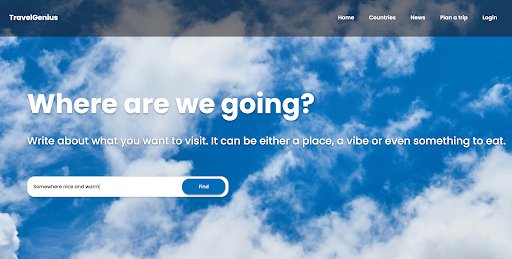 TravelGenius
Home Countries News Plan a trip Login
Where are we going?
Write about what you want to visit. It can be either a place, a vibe or even something to eat.
Somewhere nice and warm
Find